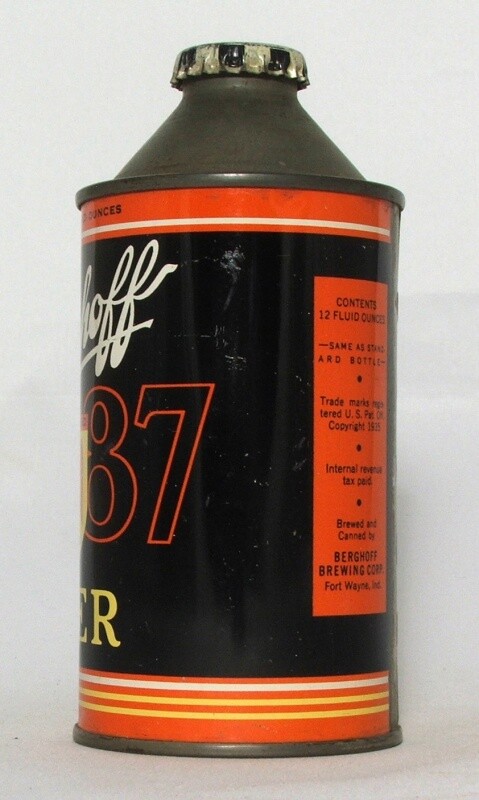 OUNCES
hoff
87
ER
CONTENTS
12 FLUID OUNCES
—SAME AS STAND-
ARD BOTTLE—
Trade marks regis-
tered U. S. Pat. Off.
Copyright 1935
Internal revenue
tax paid.
Brewed and
Canned by
BERGHOFF
BREWING CORP.
Fort Wayne, Ind.